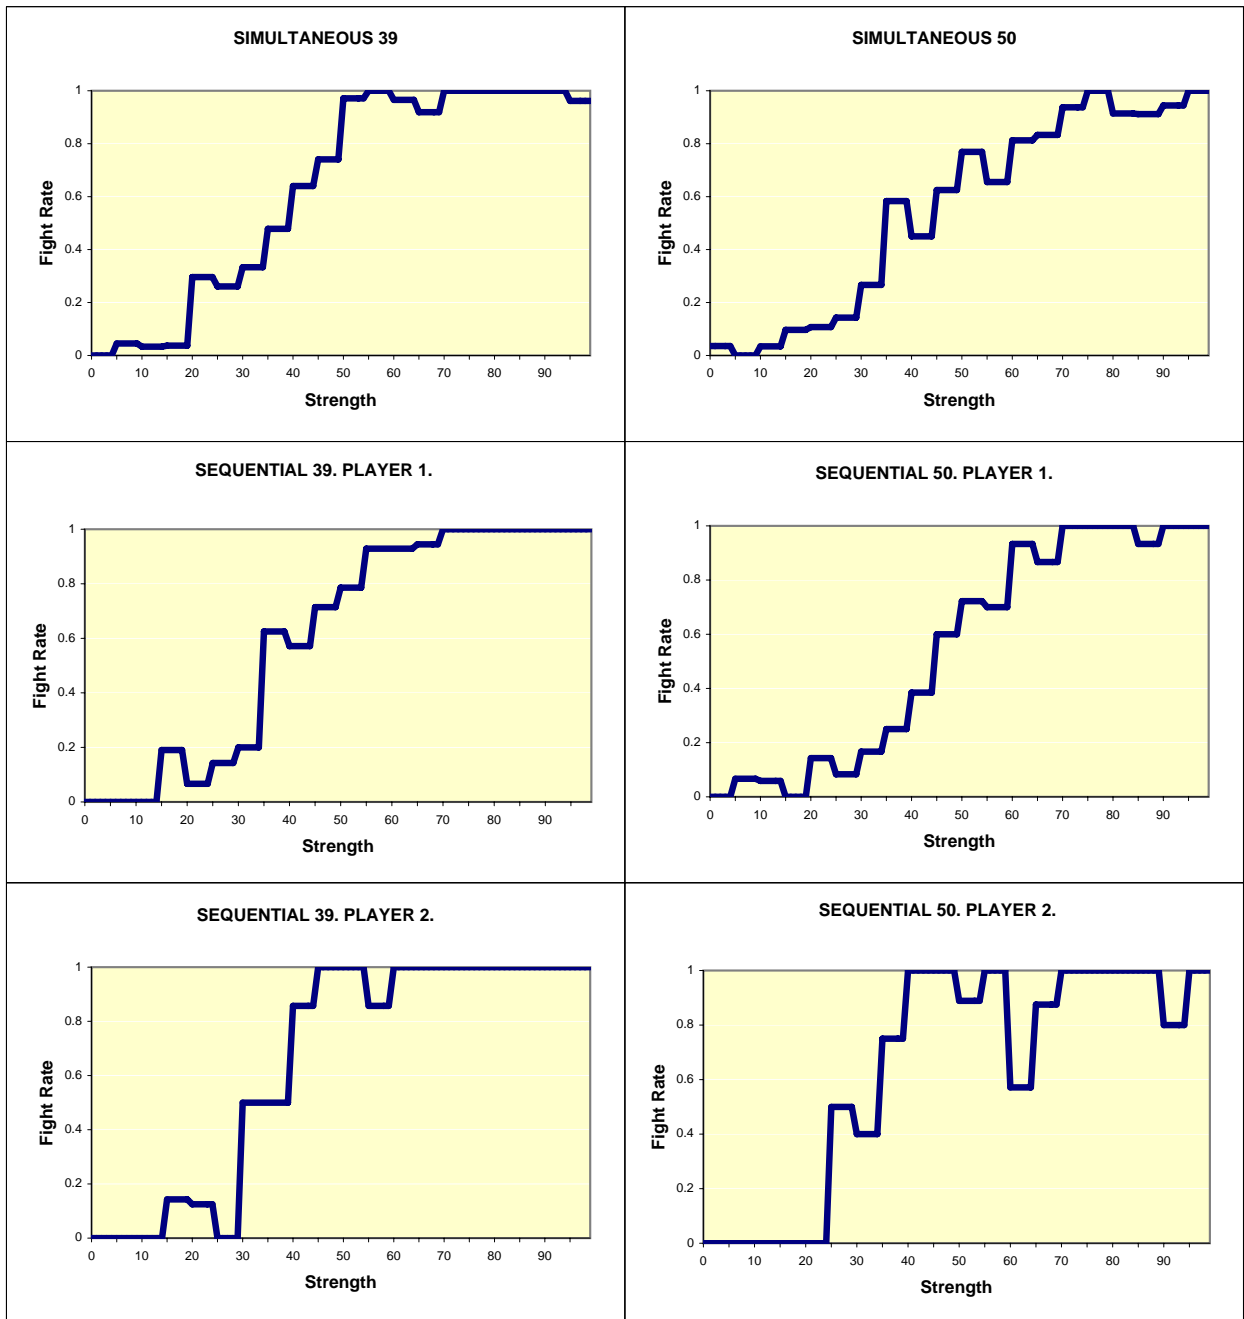 SIMULTANEOUS 39
1
0.8
0.6
0.4
0.2
0
Fight Rate
0 10 20 30 40 50 60 70 80 90
Strength
SIMULTANEOUS 50
1
0.8
0.6
0.4
0.2
0
Fight Rate
0 10 20 30 40 50 60 70 80 90
Strength
SEQUENTIAL 39. PLAYER 1.
1
0.8
0.6
0.4
0.2
0
Fight Rate
0 10 20 30 40 50 60 70 80 90
Strength
SEQUENTIAL 50. PLAYER 1.
1
0.8
0.6
0.4
0.2
0
Fight Rate
0 10 20 30 40 50 60 70 80 90
Strength
SEQUENTIAL 39. PLAYER 2.
1
0.8
0.6
0.4
0.2
0
Fight Rate
0 10 20 30 40 50 60 70 80 90
Strength
SEQUENTIAL 50. PLAYER 2.
1
0.8
0.6
0.4
0.2
0
Fight Rate
0 10 20 30 40 50 60 70 80 90
Strength